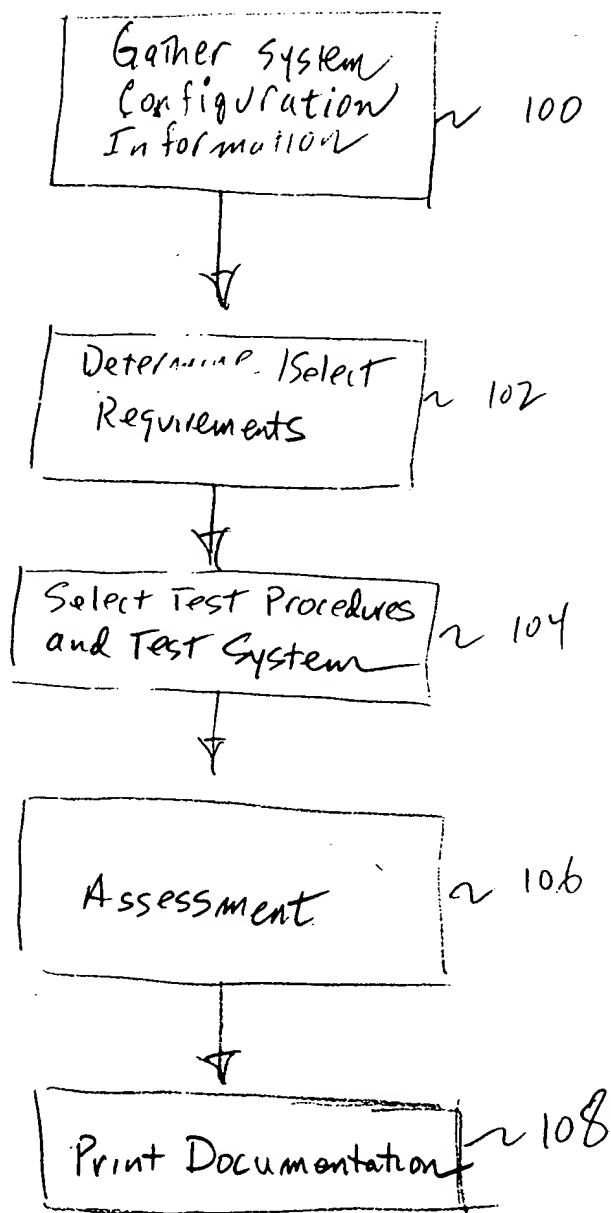 Gather System
Configuration
Information
100
Determine /Select
Requirements
102
Select Test Procedures
and Test System
104
Assessment
106
Print Documentation
108